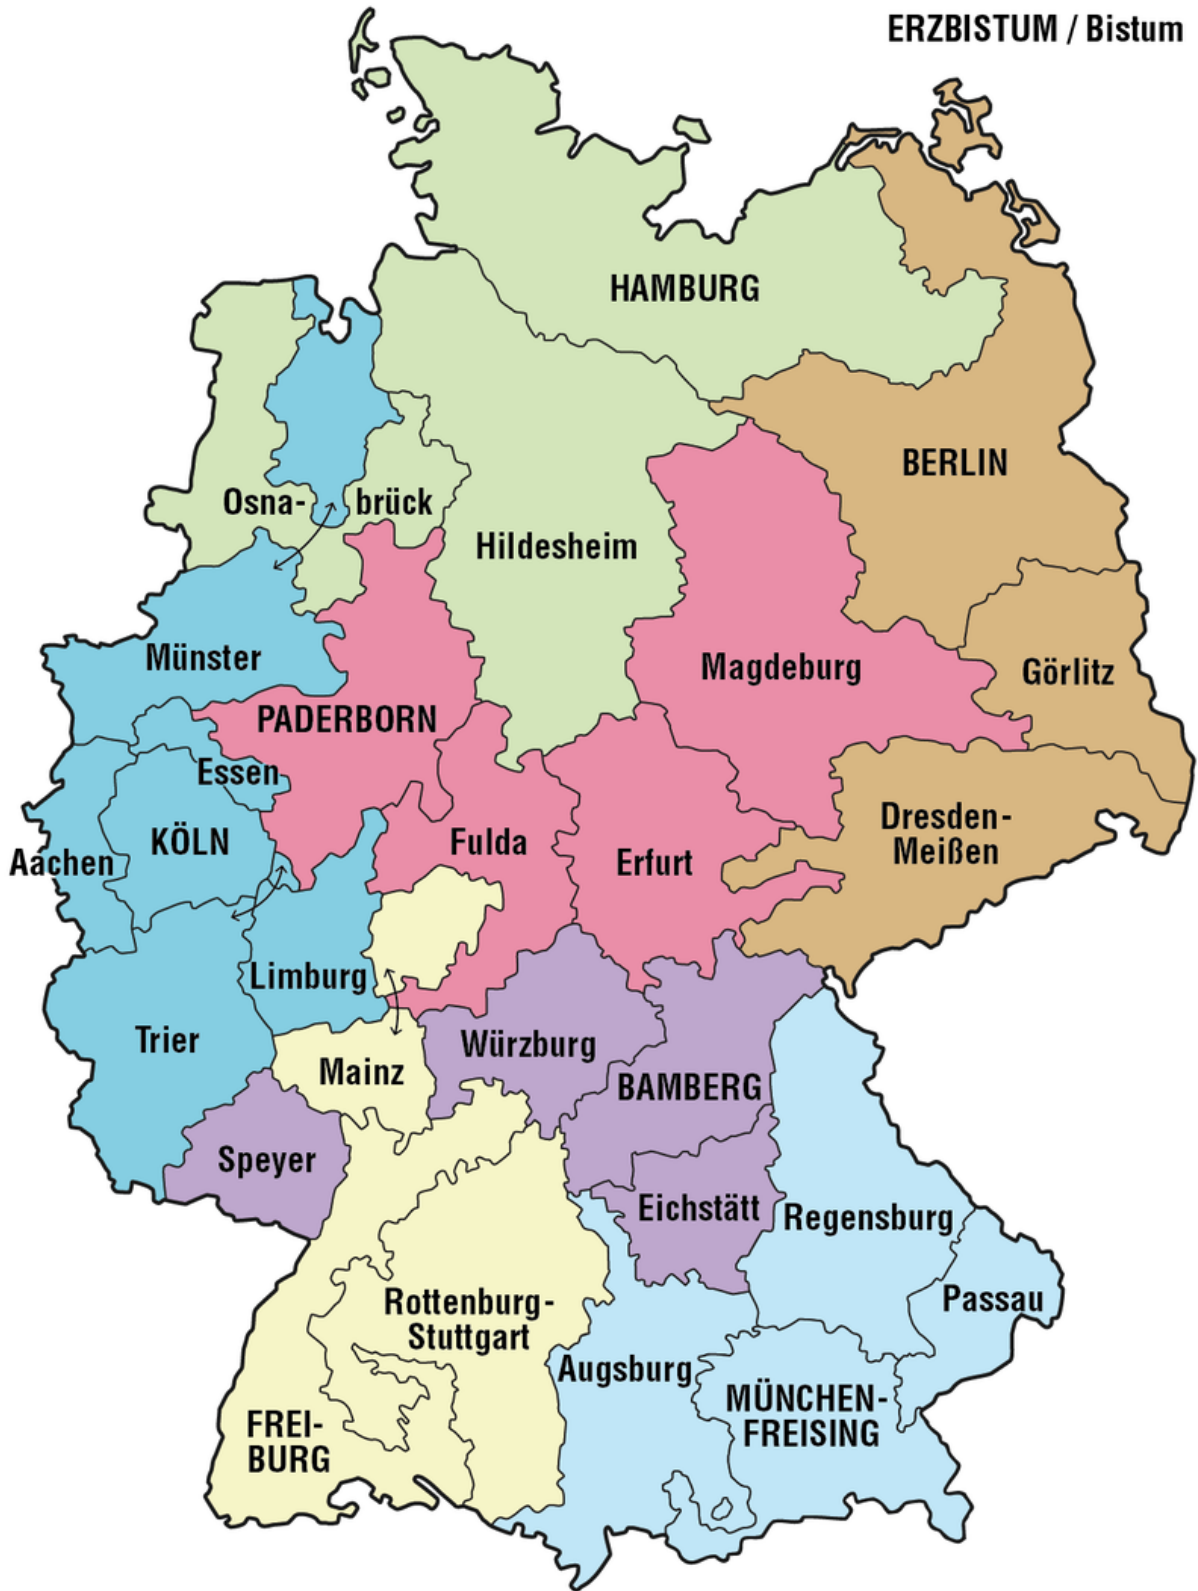 ERZBISTUM / Bistum
HAMBURG
BERLIN
Osna- brück
Hildesheim
Münster
Magdeburg
Görlitz
PADERBORN
Essen
KÖLN
Aachen
Fulda
Erfurt
Dresden-
Meißen
Limburg
Trier
Mainz
Würzburg
BAMBERG
Speyer
Eichstätt
Regensburg
Passau
Rottenburg-
Stuttgart
Augsburg
MÜNCHEN-
FREISING
FREI-
BURG